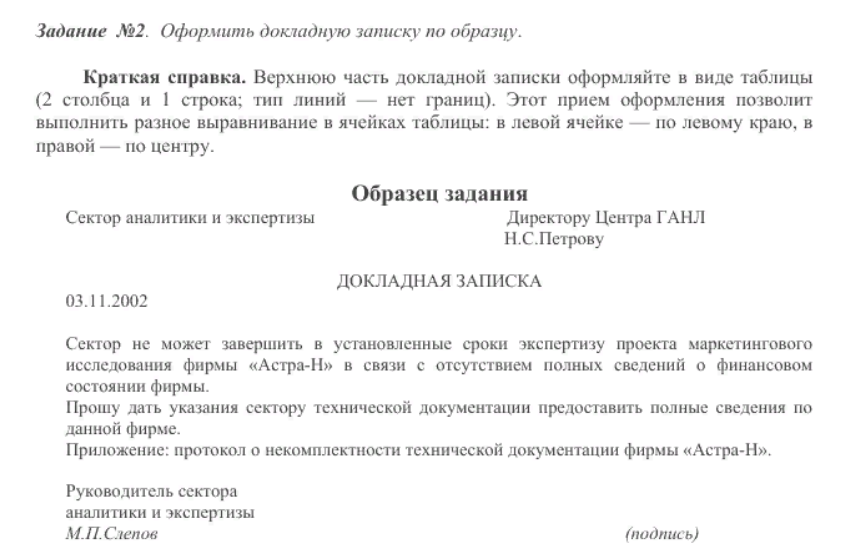 Задание №2. Оформить докладную записку по образцу.
Краткая справка. Верхнюю часть докладной записки оформляйте в виде таблицы
(2 столбца и 1 строка; тип линий — нет границ). Этот прием оформления позволит
выполнить разное выравнивание в ячейках таблицы: в левой ячейке — по левому краю, в
правой — по центру.
Образец задания
Сектор аналитики и экспертизы Директору Центра ГАНЛ
Н.С.Петрову
ДОКЛАДНАЯ ЗАПИСКА
03.11.2002
Сектор не может завершить в установленные сроки экспертизу проекта маркетингового
исследования фирмы «Астра-Н» в связи с отсутствием полных сведений о финансовом
состоянии фирмы.
Прошу дать указания сектору технической документации предоставить полные сведения по
данной фирме.
Приложение: протокол о некомплектности технической документации фирмы «Астра-Н».
Руководитель сектора
аналитики и экспертизы
М.П.Слепов (подпись)